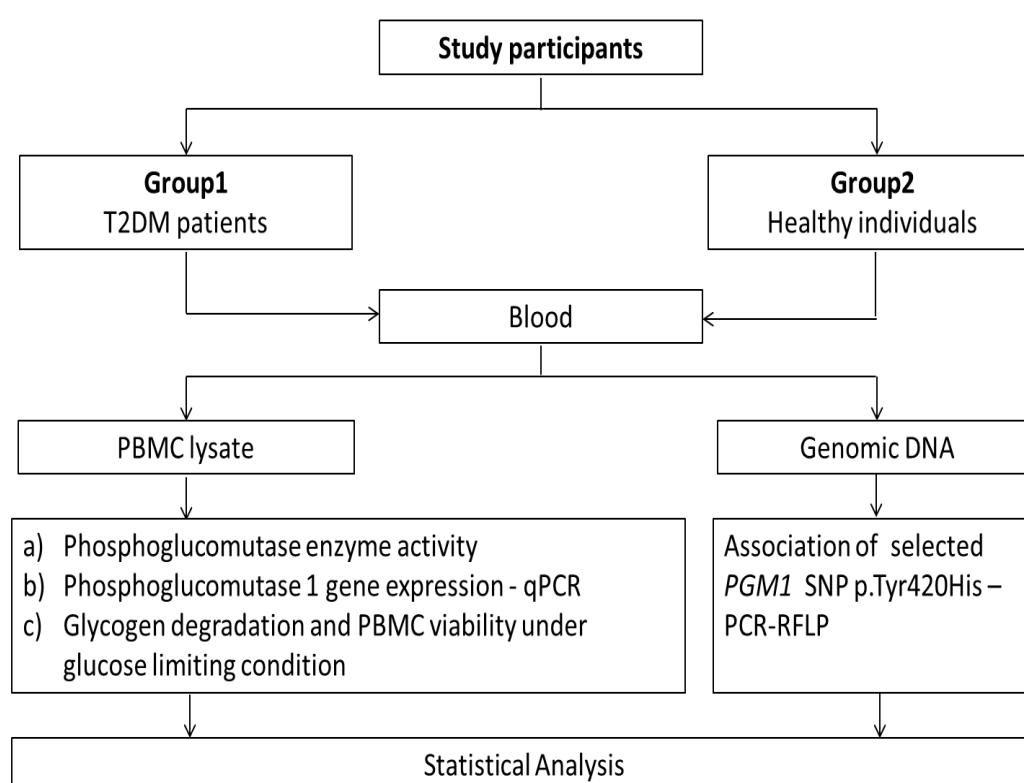 Study participants
Group1
T2DM patients
Group2
Healthy individuals
Blood
PBMC lysate
Genomic DNA
a) Phosphoglucomutase enzyme activity
b) Phosphoglucomutase 1 gene expression - qPCR
c) Glycogen degradation and PBMC viability under
glucose limiting condition
Association of selected
PGM1 SNP p.Tyr420His –
PCR-RFLP
Statistical Analysis